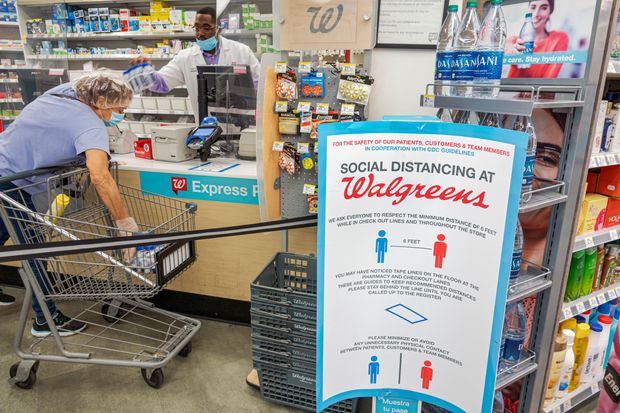 FOR THE SAFETY OF OUR PATIENTS, CUSTOMERS & TEAM MEMBERS
IN COOPERATION WITH CDC GUIDELINES
SOCIAL DISTANCING AT
Walgreens
WE ASK EVERYONE TO RESPECT THE MINIMUM DISTANCE OF 6 FEET
WHILE IN CHECK OUT LINES AND THROUGHOUT THE STORE
6 FEET
YOU MAY HAVE NOTICED TAPE LINES ON THE FLOOR AT THE
PHARMACY AND CHECKOUT LANES
THESE ARE GUIDES TO KEEP RECOMMENDED DISTANCES
PLEASE STAY BEHIND THE LINE UNTIL YOU ARE
CALLED UP TO THE REGISTER
PLEASE MINIMIZE OR AVOID
ANY UNNECESSARY PHYSICAL CONTACT
BETWEEN PATIENTS, CUSTOMERS & TEAM MEMBERS
Muestra
tu page
W
W Express P
DASANI
Stay hydrated.